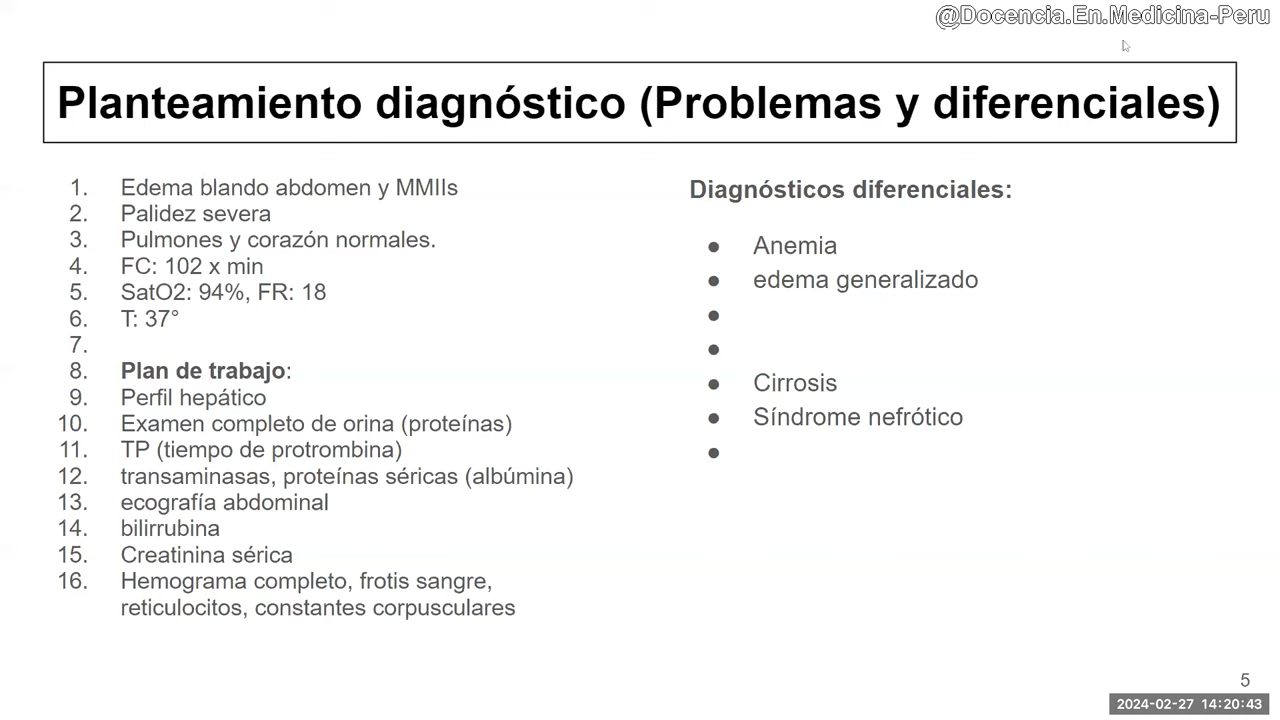 @Docencia.En.Medicina-Peru
Planteamiento diagnóstico (Problemas y diferenciales)
1. Edema blando abdomen y MMIIs
2. Palidez severa
3. Pulmones y corazón normales.
4. FC: 102 x min
5. SatO2: 94%, FR: 18
6. T: 37°
7.
8. Plan de trabajo:
9. Perfil hepático
10. Examen completo de orina (proteínas)
11. TP (tiempo de protrombina)
12. transaminasas, proteínas séricas (albúmina)
13. ecografía abdominal
14. bilirrubina
15. Creatinina sérica
16. Hemograma completo, frotis sangre,
reticulocitos, constantes corpusculares
Diagnósticos diferenciales:
● Anemia
● edema generalizado
●
●
● Cirrosis
● Síndrome nefrótico
●
5
2024-02-27 14:20:43